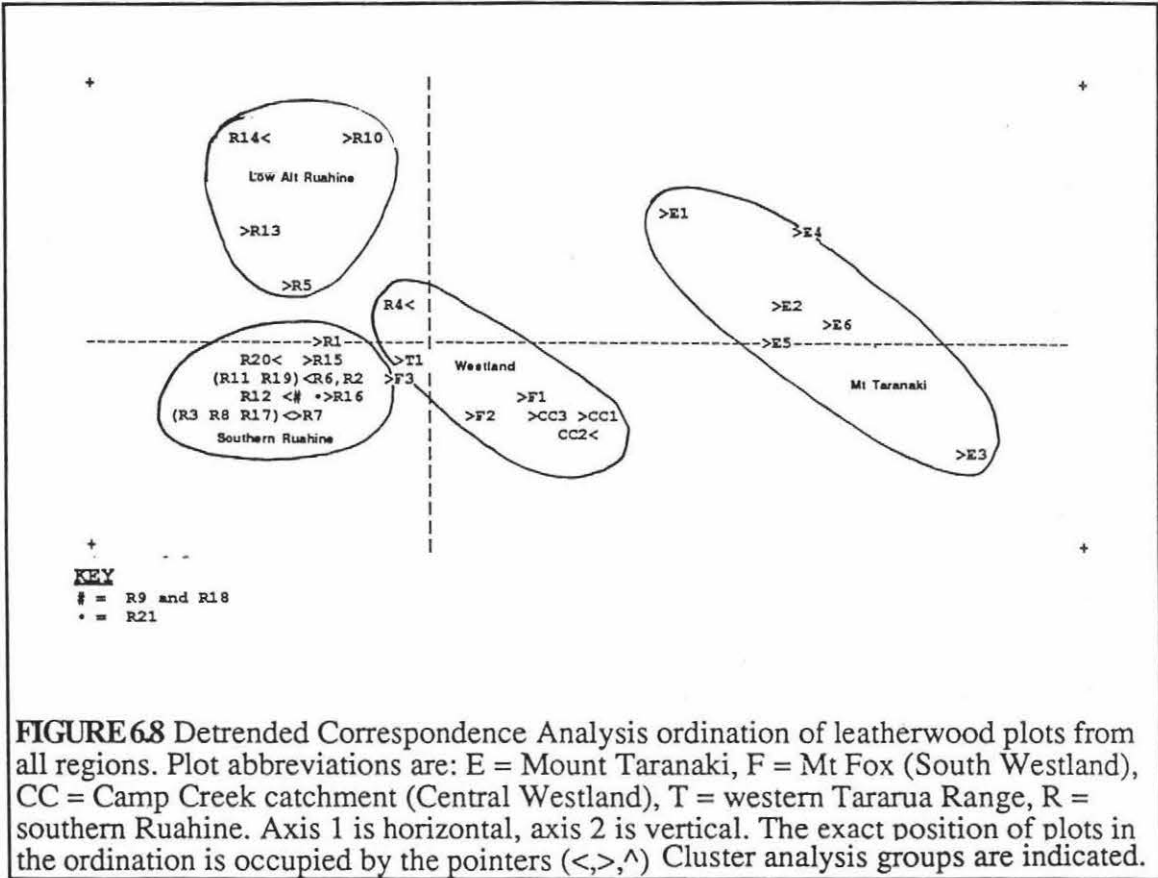 + +
R14< >R10
Low Alt Ruahine
>E1
>R13 >E4
>R5
R4< >E2
>E6
>R1 >E5
R20< >R15 >T1 Westland
(R11 R19) <R6,R2 >F3 Mt Taranaki
R12 <# •>R16 >F1
(R3 R8 R17) <>R7 >F2 >CC3 >CC1
Southern Ruahine CC2<
>E3
+ +
KEY
# = R9 and R18
• = R21
FIGURE 6.8 Detrended Correspondence Analysis ordination of leatherwood plots from
all regions. Plot abbreviations are: E = Mount Taranaki, F = Mt Fox (South Westland),
CC = Camp Creek catchment (Central Westland), T = western Tararua Range, R =
southern Ruahine. Axis 1 is horizontal, axis 2 is vertical. The exact position of plots in
the ordination is occupied by the pointers (<,>,^) Cluster analysis groups are indicated.